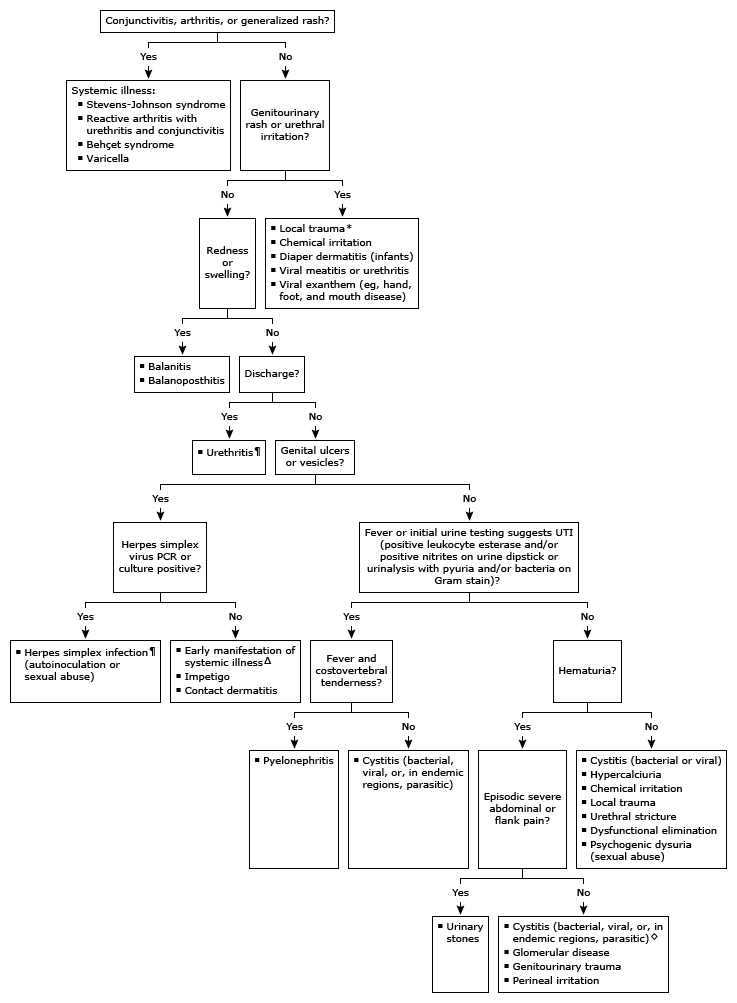 Conjunctivitis, arthritis, or generalized rash?
Yes
No
Systemic illness:
▪ Stevens-Johnson syndrome
▪ Reactive arthritis with
urethritis and conjunctivitis
▪ Behçet syndrome
▪ Varicella
Genitourinary
rash or urethral
irritation?
No
Yes
Redness
or
swelling?
▪ Local trauma*
▪ Chemical irritation
▪ Diaper dermatitis (infants)
▪ Viral meatitis or urethritis
▪ Viral exanthem (eg, hand,
foot, and mouth disease)
Yes
No
▪ Balanitis
▪ Balanoposthitis
Discharge?
Yes
No
▪ Urethritis¶
Genital ulcers
or vesicles?
Yes
No
Herpes simplex
virus PCR or
culture positive?
Fever or initial urine testing suggests UTI
(positive leukocyte esterase and/or
positive nitrites on urine dipstick or
urinalysis with pyuria and/or bacteria on
Gram stain)?
Yes
No
Yes
No
▪ Herpes simplex infection¶
(autoinoculation or
sexual abuse)
▪ Early manifestation of
systemic illnessΔ
▪ Impetigo
▪ Contact dermatitis
Fever and
costovertebral
tenderness?
Hematuria?
Yes
No
Yes
No
▪ Pyelonephritis
▪ Cystitis (bacterial,
viral, or, in endemic
regions, parasitic)
Episodic severe
abdominal or
flank pain?
▪ Cystitis (bacterial or viral)
▪ Hypercalciuria
▪ Chemical irritation
▪ Local trauma
▪ Urethral stricture
▪ Dysfunctional elimination
▪ Psychogenic dysuria
(sexual abuse)
Yes
No
▪ Urinary
stones
▪ Cystitis (bacterial, viral, or, in
endemic regions, parasitic)◇
▪ Glomerular disease
▪ Genitourinary trauma
▪ Perineal irritation